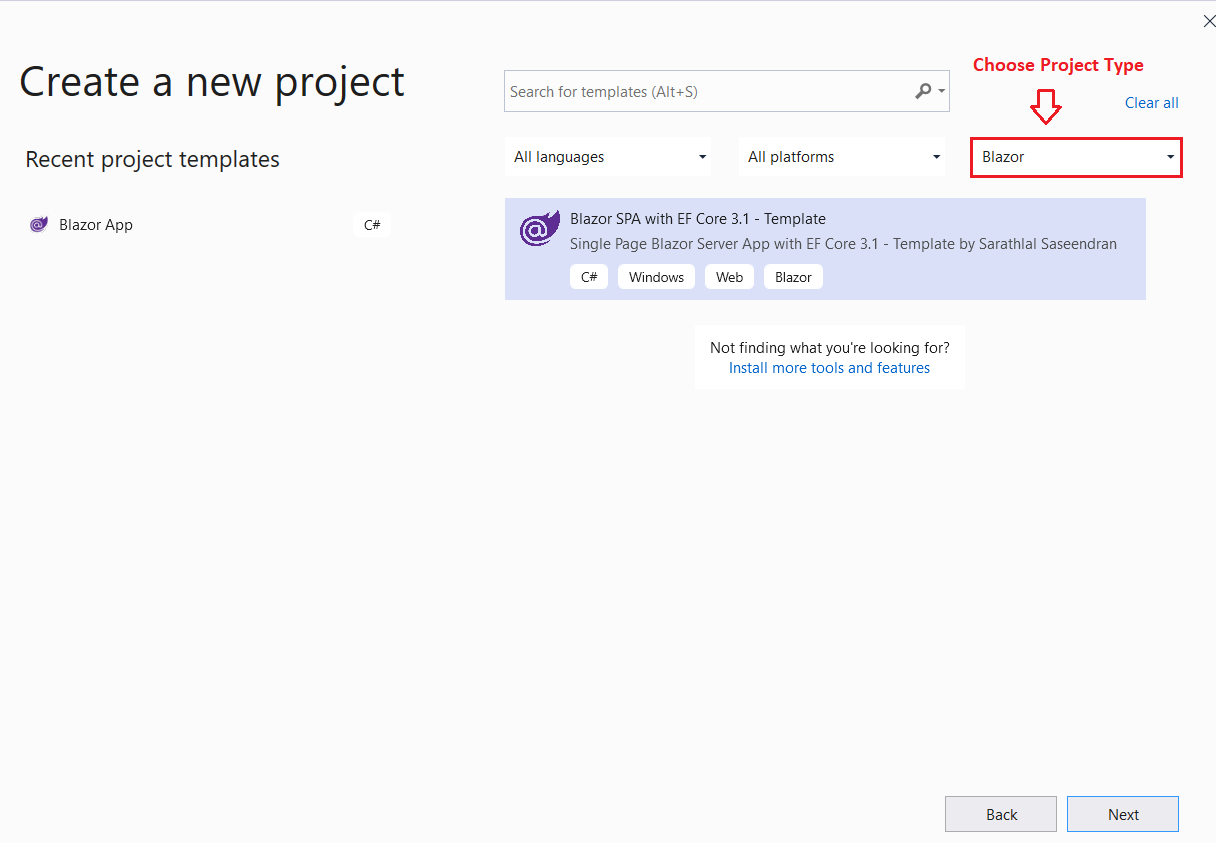 Create a new project
Search for templates (Alt+S)
Choose Project Type
Clear all
Recent project templates
All languages
All platforms
Blazor
Blazor App
C#
Blazor SPA with EF Core 3.1 - Template
Single Page Blazor Server App with EF Core 3.1 - Template by Sarathlal Saseendran
C# Windows Web Blazor
Not finding what you're looking for?
Install more tools and features
Back
Next